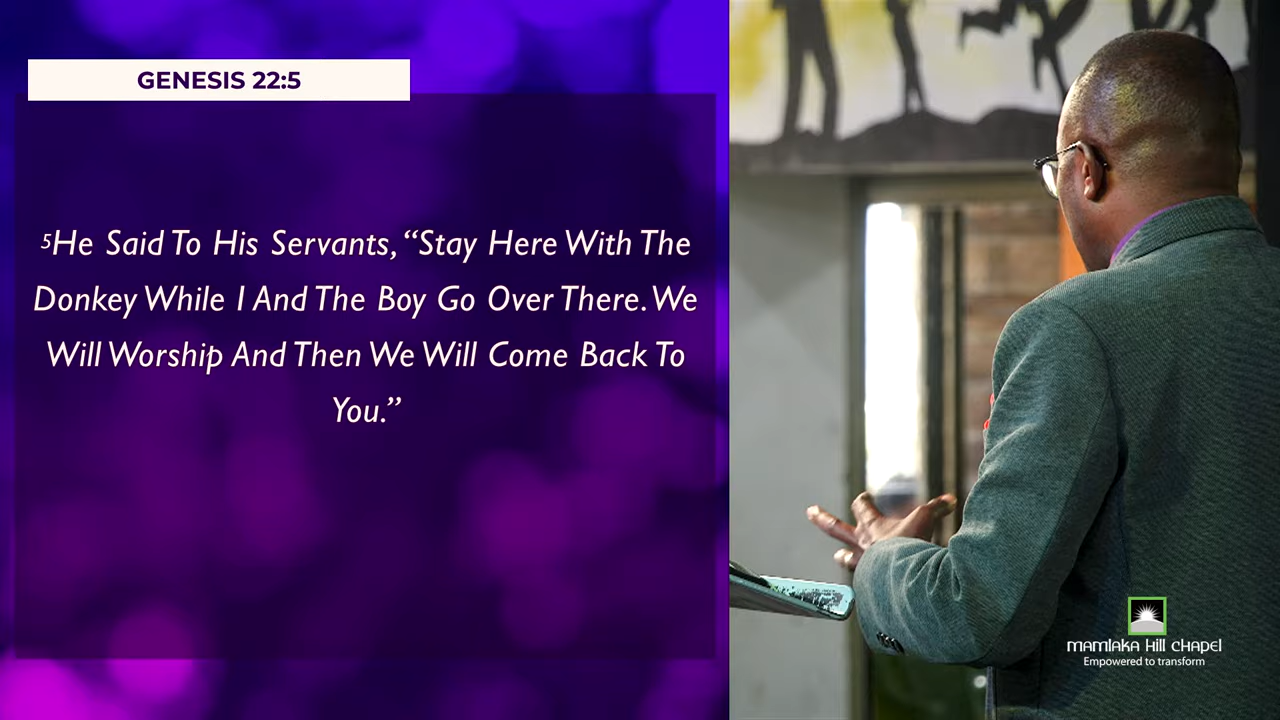 GENESIS 22:5
5He Said To His Servants, “Stay Here With The
Donkey While I And The Boy Go Over There. We
Will Worship And Then We Will Come Back To
You.”
mamlaka hill chapel
Empowered to transform